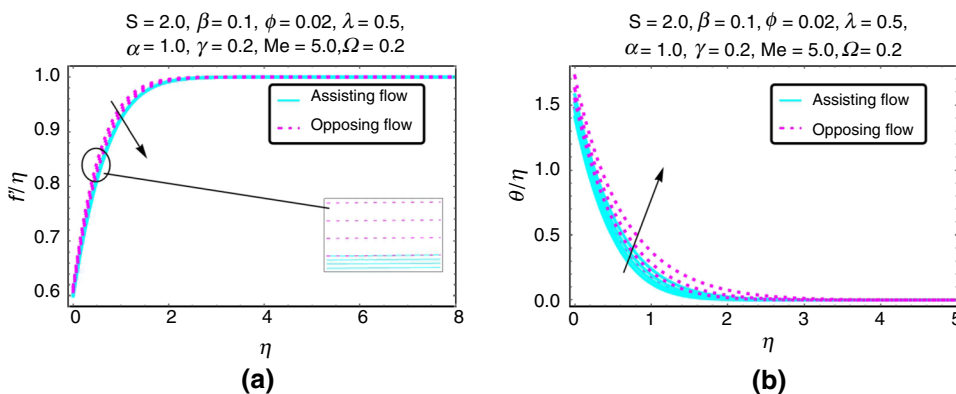 S = 2.0, β = 0.1, ϕ = 0.02, λ = 0.5,
α = 1.0, γ = 0.2, Me = 5.0, Ω = 0.2
1.0
0.9
0.8
0.7
0.6
f'/η
Assisting flow
Opposing flow
0 2 4 6 8
η
(a)
S = 2.0, β = 0.1, ϕ = 0.02, λ = 0.5,
α = 1.0, γ = 0.2, Me = 5.0, Ω = 0.2
1.5
1.0
0.5
0.0
θ/η
Assisting flow
Opposing flow
0 1 2 3 4 5
η
(b)